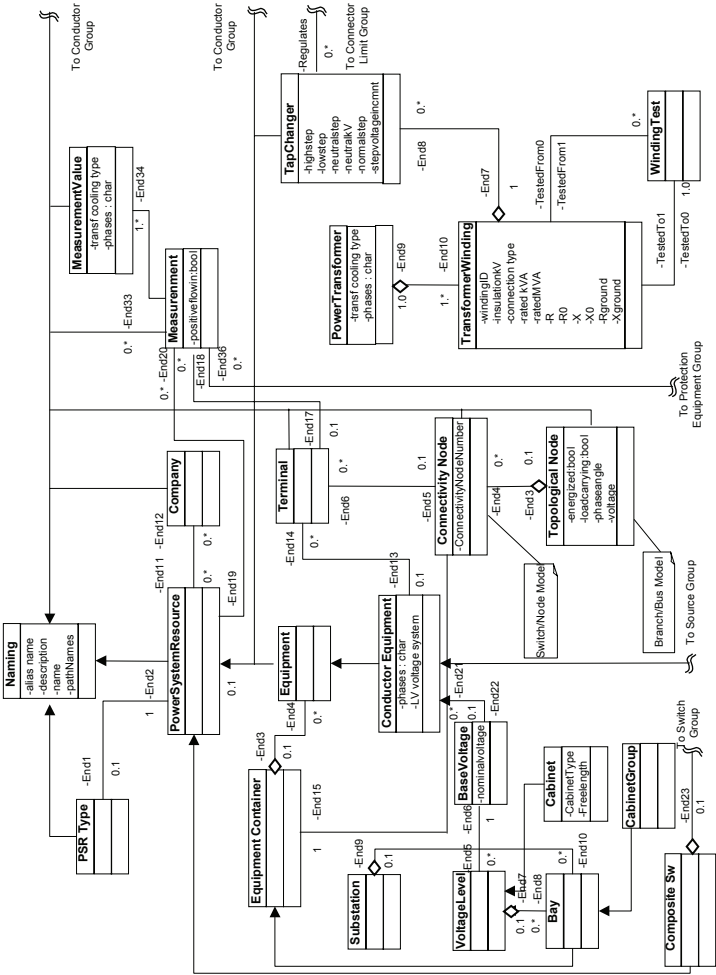 To Conductor
Group
To Conductor
Group
-Regulates
0.*
To Connector
Limit Group
MeasurementValue
-transf cooling type
-phases : char
-End34
1.*
-End33
0.*
Measurenment
-positiveflowin:bool
-End20
0.*
0.*
-End18
-End36
0.*
TapChanger
-highstep
-lowstep
-neutralstep
-neutralkV
-normalstep
-stepvoltageincmnt
-End8
0.*
-End7
1
PowerTransformer
-transf cooling type
-phases : char
-End9
1.0
-End10
1.*
TransformerWinding
-windingID
-insulationkV
-connection type
-rated kVA
-ratedMVA
-R
-R0
-X
-X0
-Rground
-Xground
-TestedFrom0
-TestedFrom1
0.*
WindingTest
1.0
-TestedTo1
-TestedTo0
To Protection
Equipment Group
Naming
-alias name
-description
-name
-pathNames
Company
-End12
0.*
-End11
0.*
-End19
PowerSystemResource
-End2
1
0.1
-End1
0.1
PSR Type
Terminal
-End17
0.1
-End6
0.*
-End14
0.*
-End13
0.1
Equipment
-End4
0.*
-End3
0.1
Equipment Container
-End15
1
Conductor Equipment
-phases : char
-LV voltage system
-End21
0.*
-End22
0.1
-End5
0.1
Connectivity Node
-ConnectivityNodeNumber
-End4
0.*
-End3
0.1
Topological Node
-energized:bool
-loadcarrying:bool
-phaseangle
-voltage
Switch/Node Model
Branch/Bus Model
To Source Group
BaseVoltage
-nominalvoltage
-End6
1
-End5
0.*
Substation
-End9
0.1
VoltageLevel
-End7
0.1
-End8
0.*
Bay
0.*
-End10
Cabinet
-CabinetType
-Freelength
CabinetGroup
To Switch
Group
-End23
0.1
Composite Sw